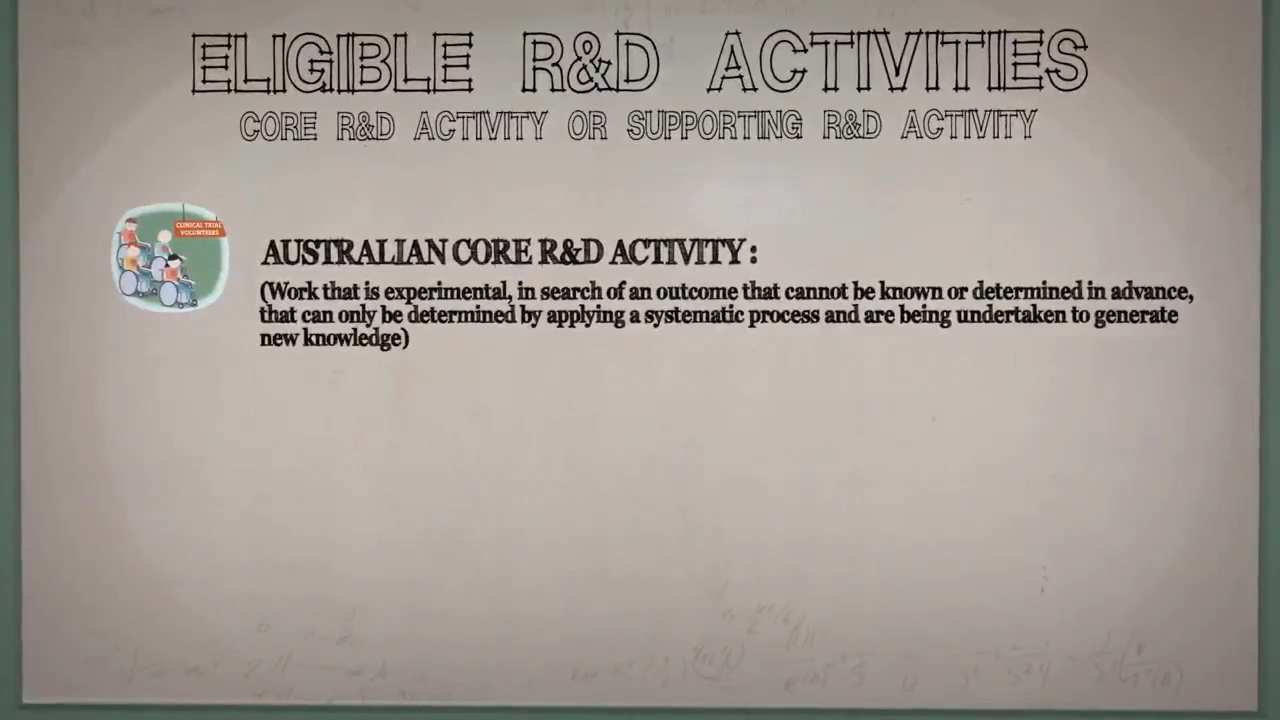 ELIGIBLE R&D ACTIVITIES
CORE R&D ACTIVITY OR SUPPORTING R&D ACTIVITY
CLINICAL TRIAL
VOLUNTEERS
AUSTRALIAN CORE R&D ACTIVITY :
(Work that is experimental, in search of an outcome that cannot be known or determined in advance,
that can only be determined by applying a systematic process and are being undertaken to generate
new knowledge)